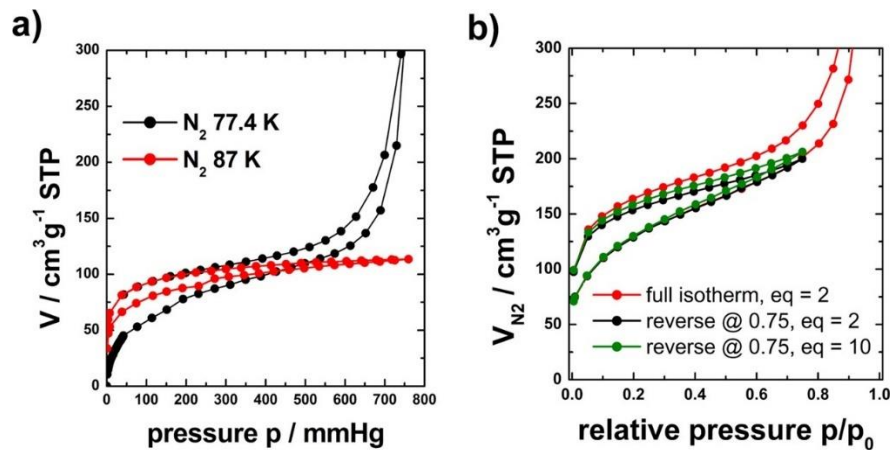 a)
V / cm³g⁻¹ STP
300
250
200
150
100
50
0
N₂ 77.4 K
N₂ 87 K
0 100 200 300 400 500 600 700 800
pressure p / mmHg
b)
V_N2 / cm³g⁻¹ STP
300
250
200
150
100
50
0
full isotherm, eq = 2
reverse @ 0.75, eq = 2
reverse @ 0.75, eq = 10
0.0 0.2 0.4 0.6 0.8 1.0
relative pressure p/p₀